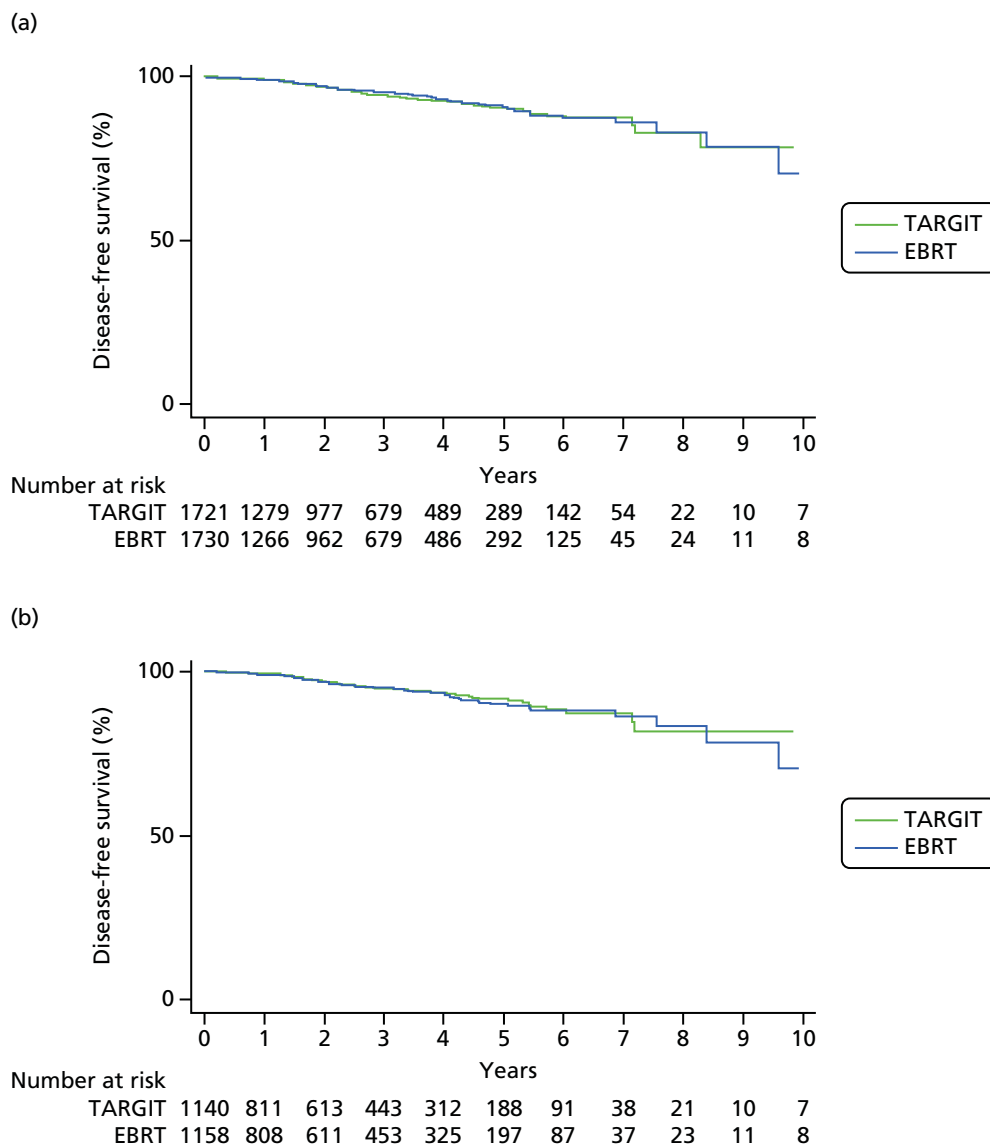 (a)
100
50
0
Disease-free survival (%)
0 1 2 3 4 5 6 7 8 9 10
Years
TARGIT
EBRT
Number at risk
TARGIT 1721 1279 977 679 489 289 142 54 22 10 7
EBRT 1730 1266 962 679 486 292 125 45 24 11 8
(b)
100
50
0
Disease-free survival (%)
0 1 2 3 4 5 6 7 8 9 10
Years
TARGIT
EBRT
Number at risk
TARGIT 1140 811 613 443 312 188 91 38 21 10 7
EBRT 1158 808 611 453 325 197 87 37 23 11 8